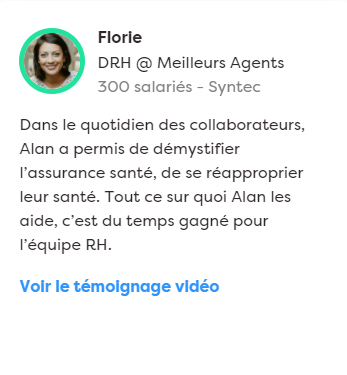 Florie
DRH @ Meilleurs Agents
300 salariés - Syntec
Dans le quotidien des collaborateurs,
Alan a permis de démystifier
l’assurance santé, de se réapproprier
leur santé. Tout ce sur quoi Alan les
aide, c’est du temps gagné pour
l’équipe RH.
Voir le témoignage vidéo